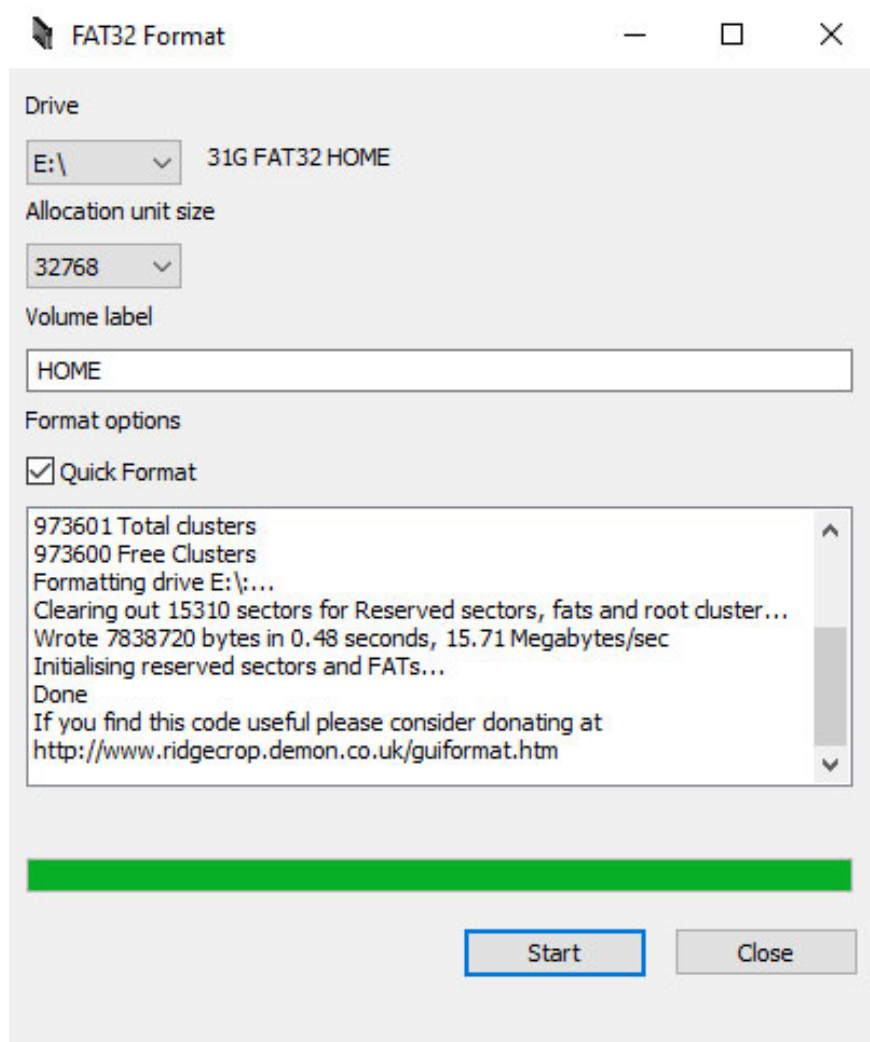 FAT32 Format
Drive
E:\ 31G FAT32 HOME
Allocation unit size
32768
Volume label
HOME
Format options
Quick Format
973601 Total clusters
973600 Free Clusters
Formatting drive E:\:...
Clearing out 15310 sectors for Reserved sectors, fats and root cluster...
Wrote 7838720 bytes in 0.48 seconds, 15.71 Megabytes/sec
Initialising reserved sectors and FATs...
Done
If you find this code useful please consider donating at
http://www.ridgecrop.demon.co.uk/guiformat.htm
Start Close